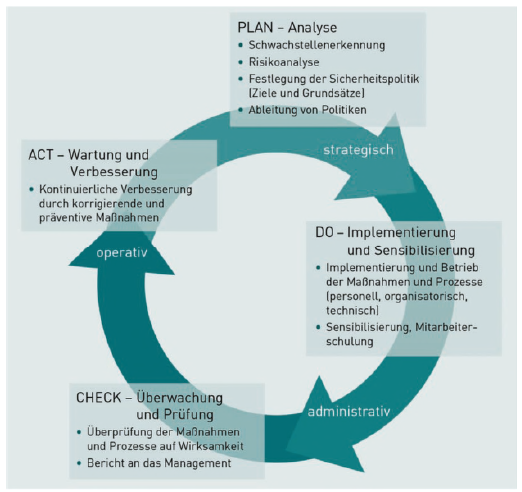 PLAN – Analyse
• Schwachstellenerkennung
• Risikoanalyse
• Festlegung der Sicherheitspolitik
(Ziele und Grundsätze)
• Ableitung von Politiken
strategisch
DO – Implementierung
und Sensibilisierung
• Implementierung und Betrieb
der Maßnahmen und Prozesse
(personell, organisatorisch,
technisch)
• Sensibilisierung, Mitarbeiter-
schulung
administrativ
CHECK – Überwachung
und Prüfung
• Überprüfung der Maßnahmen
und Prozesse auf Wirksamkeit
• Bericht an das Management
operativ
ACT – Wartung und
Verbesserung
• Kontinuierliche Verbesserung
durch korrigierende und
präventive Maßnahmen